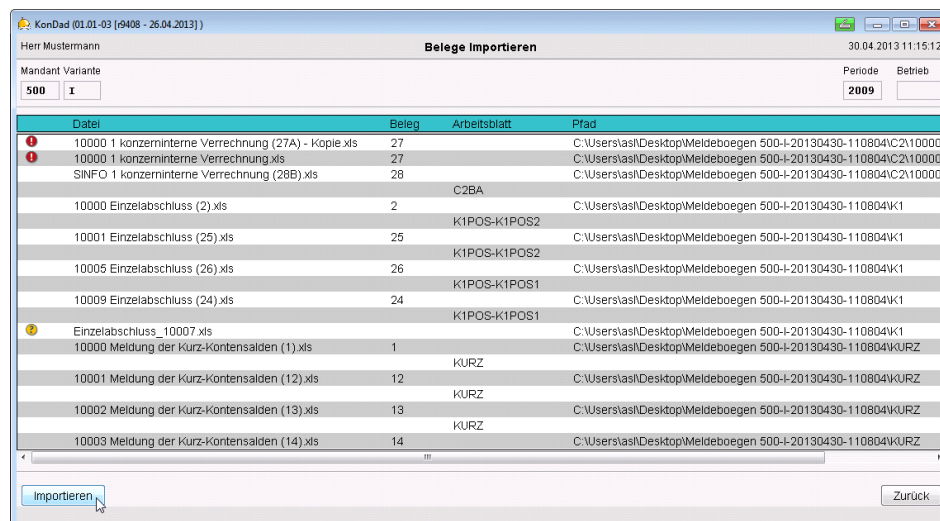 KonDad (01.01-03 [r9408 - 26.04.2013] )
Herr Mustermann Belege Importieren 30.04.2013 11:15:12
Mandant Variante Periode Betrieb
500 I 2009
Datei Beleg Arbeitsblatt Pfad
10000 1 konzerninterne Verrechnung (27A) - Kopie.xls 27 C:\Users\asl\Desktop\Meldeboegen 500-I-20130430-110804\C2\10000
10000 1 konzerninterne Verrechnung.xls 27 C:\Users\asl\Desktop\Meldeboegen 500-I-20130430-110804\C2\10000
SINFO 1 konzerninterne Verrechnung (28B).xls 28 C:\Users\asl\Desktop\Meldeboegen 500-I-20130430-110804\C2\10000
C2BA
10000 Einzelabschluss (2).xls 2 C:\Users\asl\Desktop\Meldeboegen 500-I-20130430-110804\K1
K1POS-K1POS2
10001 Einzelabschluss (25).xls 25 C:\Users\asl\Desktop\Meldeboegen 500-I-20130430-110804\K1
K1POS-K1POS2
10005 Einzelabschluss (26).xls 26 C:\Users\asl\Desktop\Meldeboegen 500-I-20130430-110804\K1
K1POS-K1POS1
10009 Einzelabschluss (24).xls 24 C:\Users\asl\Desktop\Meldeboegen 500-I-20130430-110804\K1
K1POS-K1POS1
Einzelabschluss_10007.xls C:\Users\asl\Desktop\Meldeboegen 500-I-20130430-110804\K1
10000 Meldung der Kurz-Kontensalden (1).xls 1 C:\Users\asl\Desktop\Meldeboegen 500-I-20130430-110804\KURZ
KURZ
10001 Meldung der Kurz-Kontensalden (12).xls 12 C:\Users\asl\Desktop\Meldeboegen 500-I-20130430-110804\KURZ
KURZ
10002 Meldung der Kurz-Kontensalden (13).xls 13 C:\Users\asl\Desktop\Meldeboegen 500-I-20130430-110804\KURZ
KURZ
10003 Meldung der Kurz-Kontensalden (14).xls 14 C:\Users\asl\Desktop\Meldeboegen 500-I-20130430-110804\KURZ
Importieren Zurück